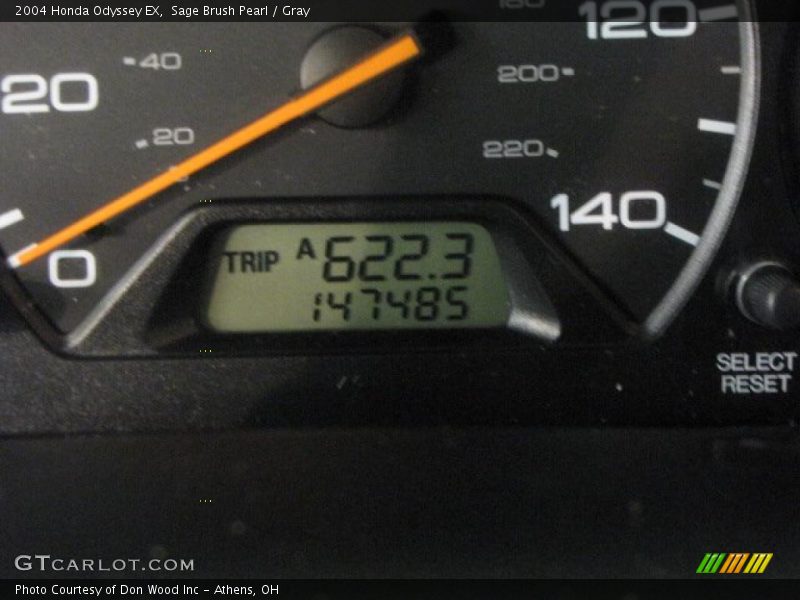 2004 Honda Odyssey EX,  Sage Brush Pearl / Gray
120
40
200
20
20
220
140
TRIP A 622.3
0
147485
SELECT
RESET
GTCARLOT.COM
Photo Courtesy of Don Wood Inc - Athens, OH